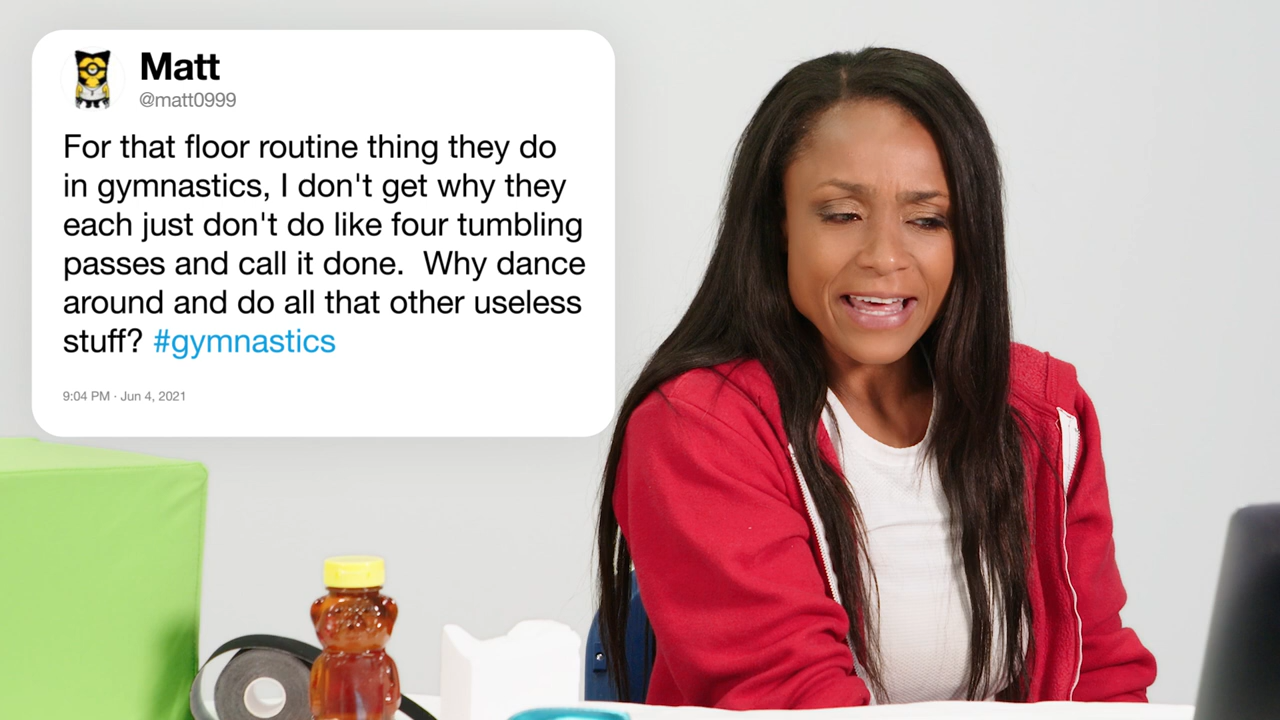 Matt
@matt0999
For that floor routine thing they do
in gymnastics, I don't get why they
each just don't do like four tumbling
passes and call it done.  Why dance
around and do all that other useless
stuff? #gymnastics
9:04 PM · Jun 4, 2021